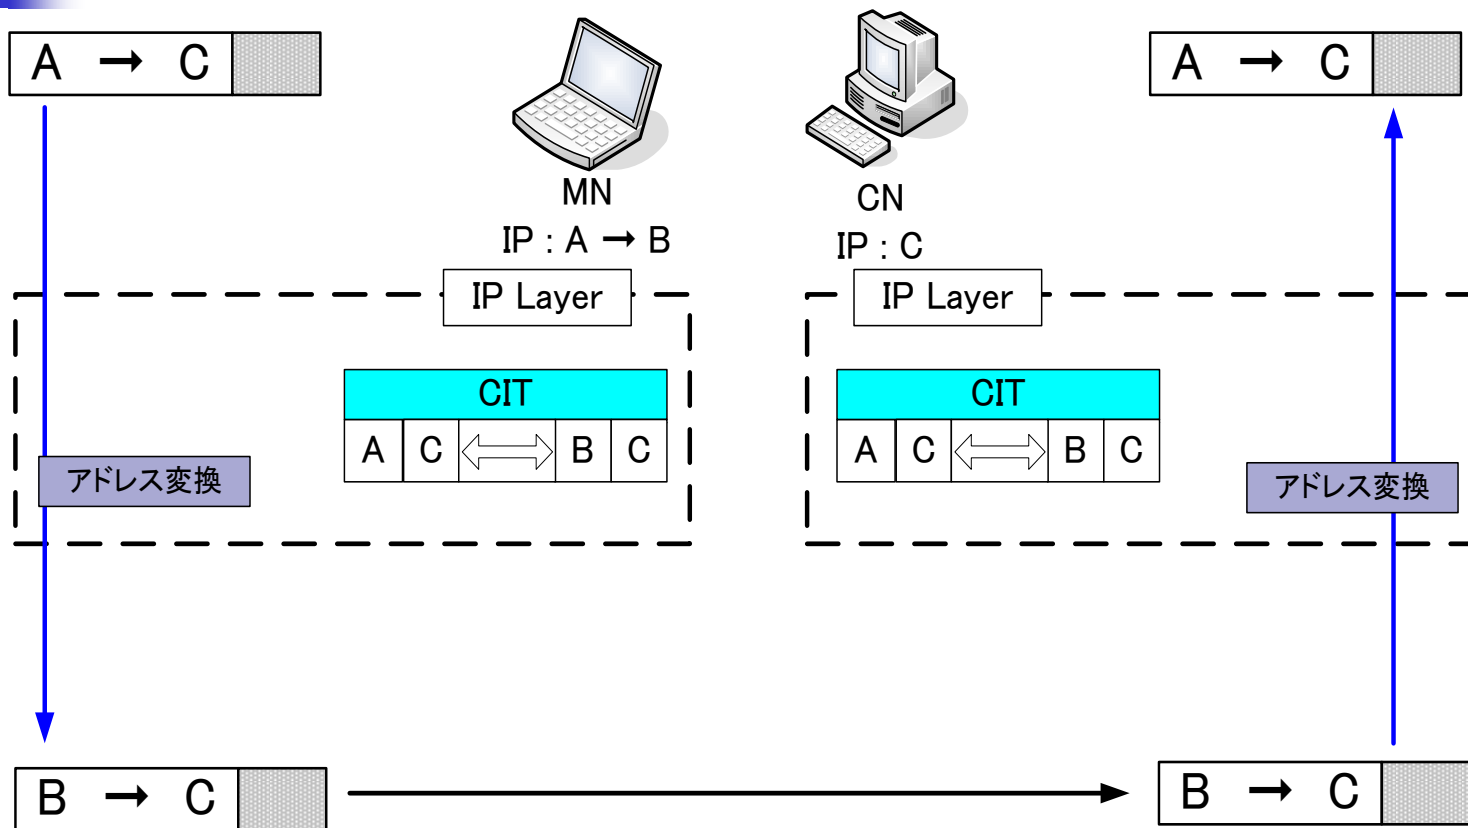 A → C
A → C
MN
CN
IP : A → B
IP : C
IP Layer
IP Layer
CIT
CIT
A C B C
A C B C
アドレス変換
アドレス変換
B → C
B → C